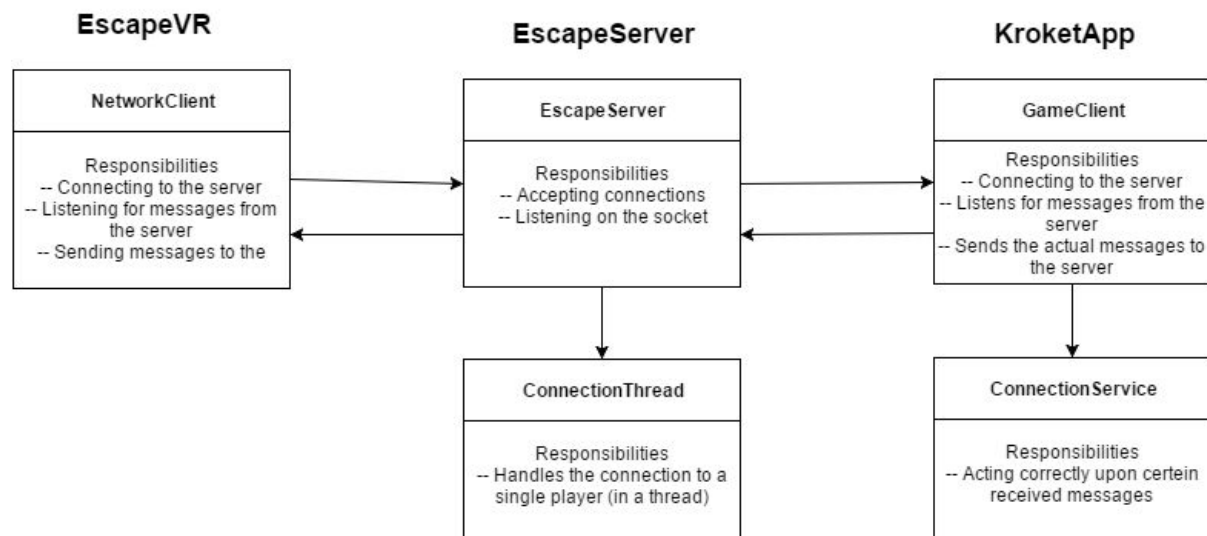 EscapeVR
EscapeServer
KroketApp
NetworkClient
Responsibilities
-- Connecting to the server
-- Listening for messages from
the server
-- Sending messages to the
EscapeServer
Responsibilities
-- Accepting connections
-- Listening on the socket
GameClient
Responsibilities
-- Connecting to the server
-- Listens for messages from the
server
-- Sends the actual messages to
the server
ConnectionThread
Responsibilities
-- Handles the connection to a
single player (in a thread)
ConnectionService
Responsibilities
-- Acting correctly upon certein
received messages